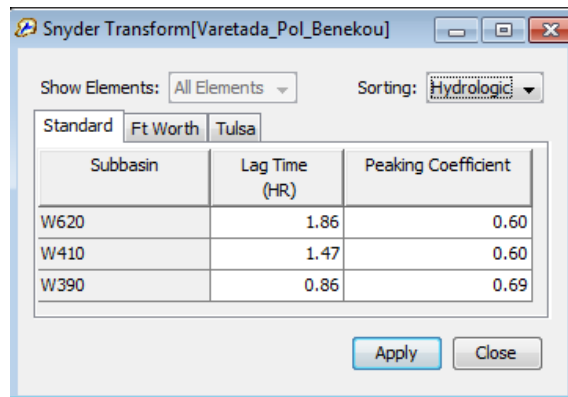 Snyder Transform[Varetada_Pol_Benekou]
Show Elements: All Elements Sorting: Hydrologic
Standard Ft Worth Tulsa
Subbasin Lag Time (HR) Peaking Coefficient
W620 1.86 0.60
W410 1.47 0.60
W390 0.86 0.69
Apply Close